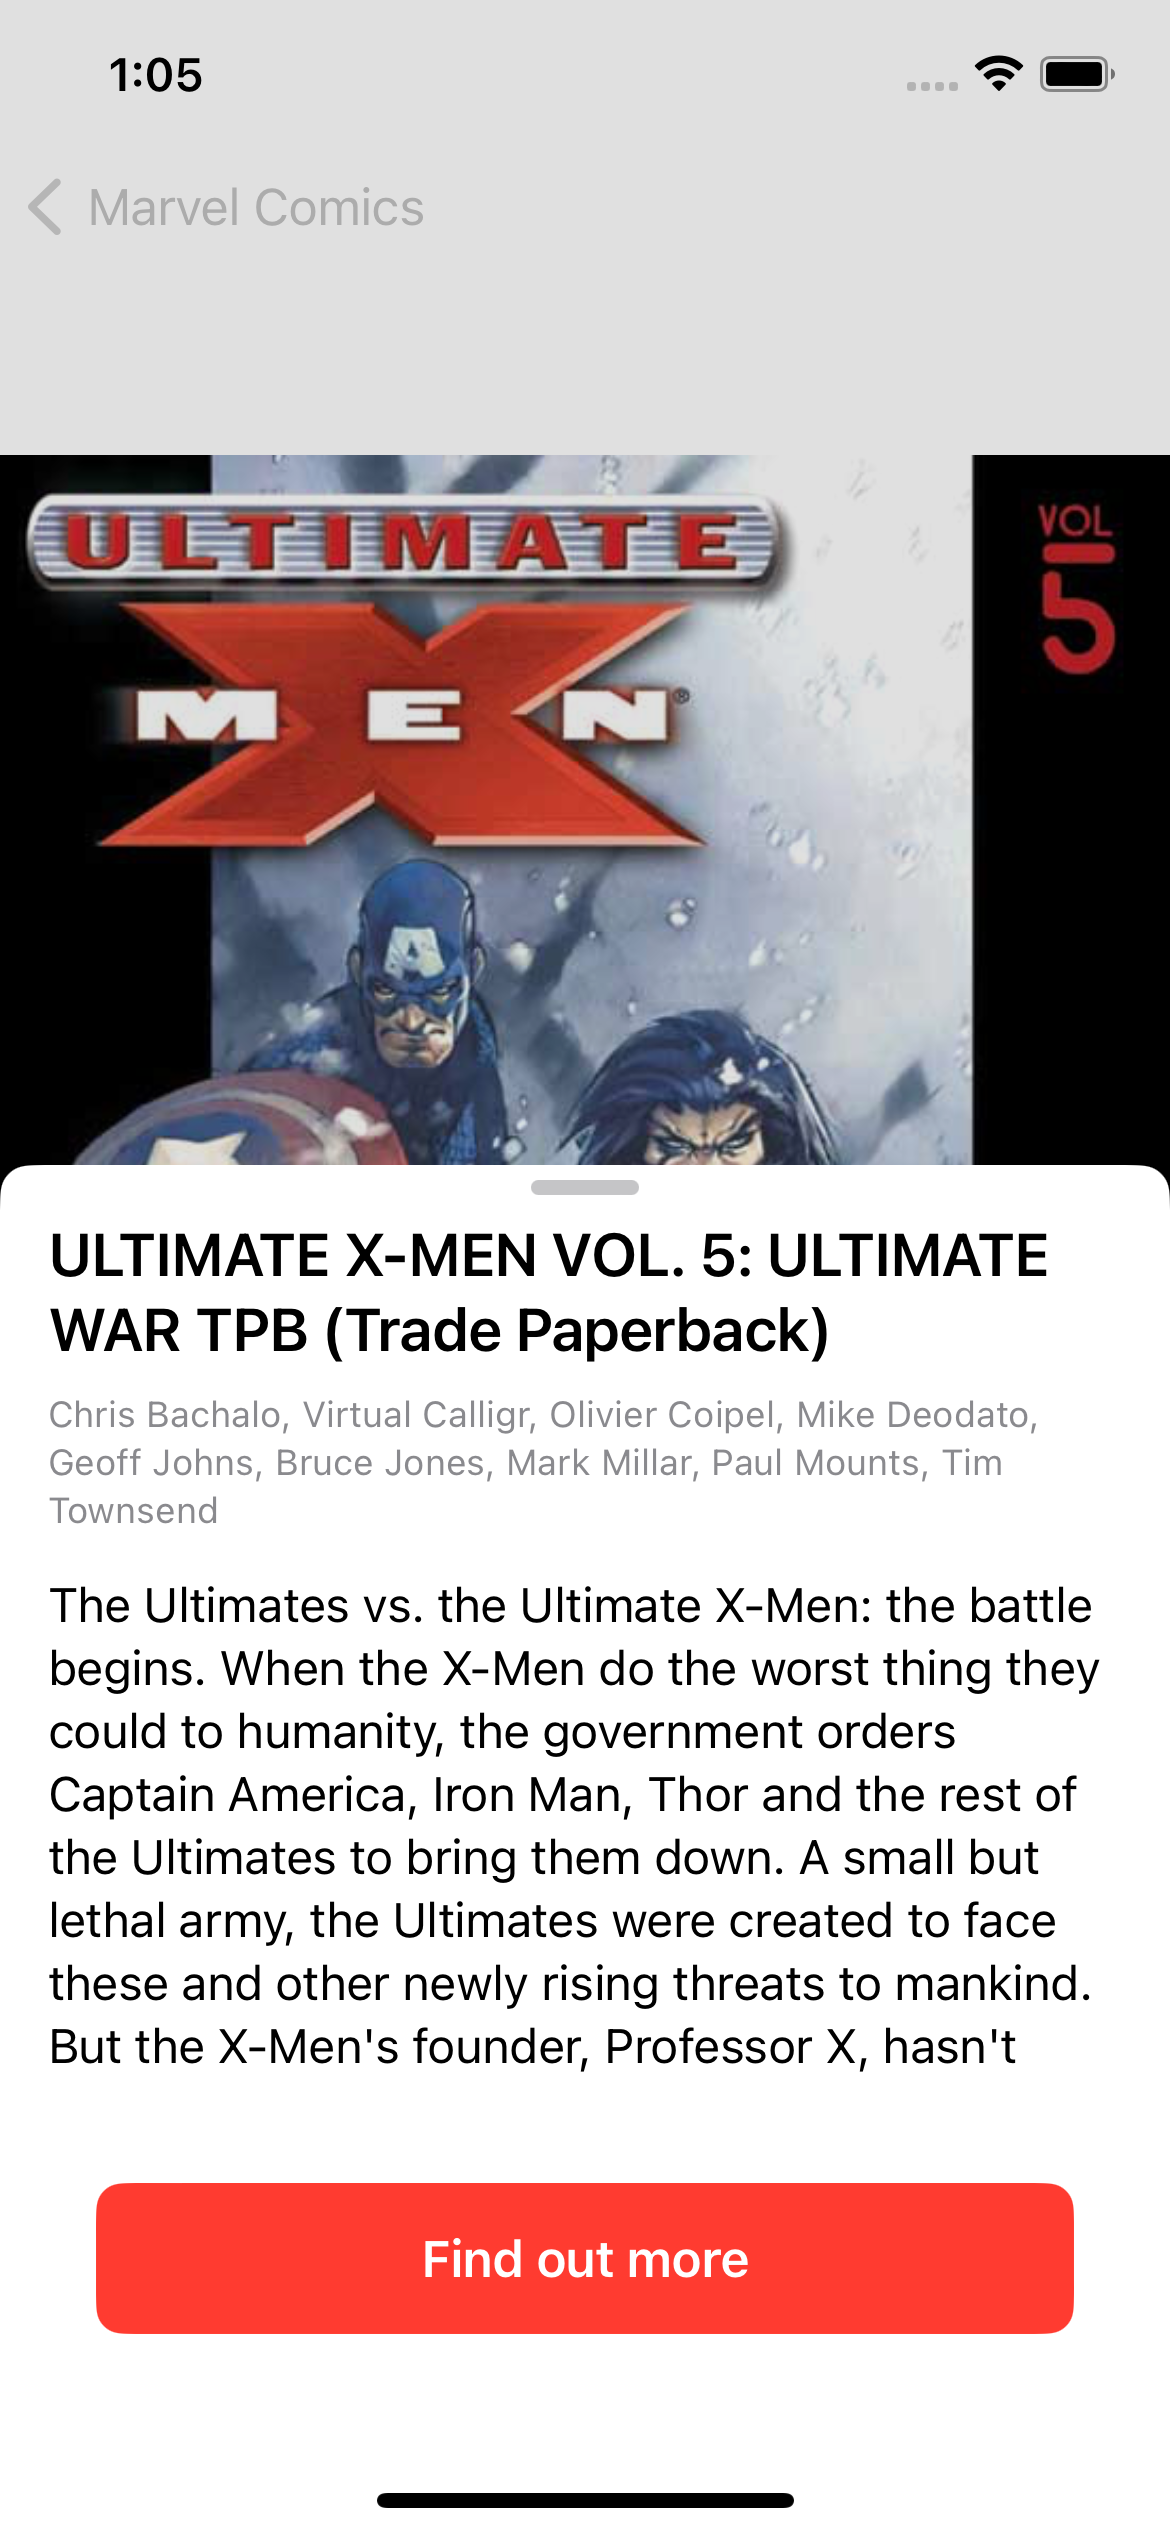 1:05
Marvel Comics
ULTIMATE
VOL
5
MEN
®
A
ULTIMATE X-MEN VOL. 5: ULTIMATE
WAR TPB (Trade Paperback)
Chris Bachalo, Virtual Calligr, Olivier Coipel, Mike Deodato,
Geoff Johns, Bruce Jones, Mark Millar, Paul Mounts, Tim
Townsend
The Ultimates vs. the Ultimate X-Men: the battle
begins. When the X-Men do the worst thing they
could to humanity, the government orders
Captain America, Iron Man, Thor and the rest of
the Ultimates to bring them down. A small but
lethal army, the Ultimates were created to face
these and other newly rising threats to mankind.
But the X-Men's founder, Professor X, hasn't
Find out more